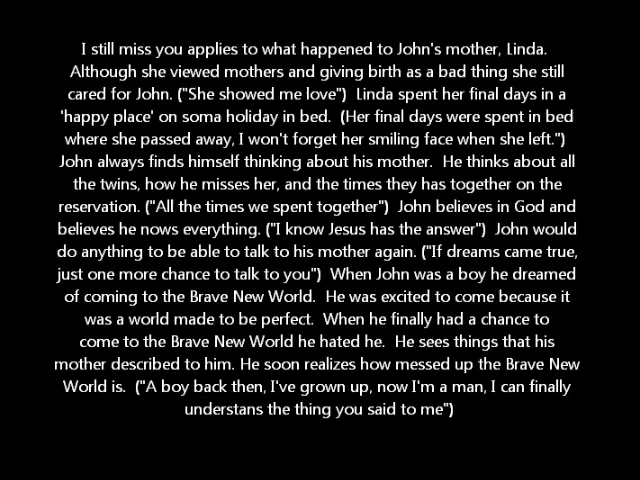 I still miss you applies to what happened to John's mother, Linda.
Although she viewed mothers and giving birth as a bad thing she still
cared for John. ("She showed me love")  Linda spent her final days in a
'happy place' on soma holiday in bed.  (Her final days were spent in bed
where she passed away, I won't forget her smiling face when she left.")
John always finds himself thinking about his mother.  He thinks about all
the twins, how he misses her, and the times they has together on the
reservation. ("All the times we spent together")  John believes in God and
believes he nows everything. ("I know Jesus has the answer")  John would
do anything to be able to talk to his mother again. ("If dreams came true,
just one more chance to talk to you")  When John was a boy he dreamed
of coming to the Brave New World.  He was excited to come because it
was a world made to be perfect.  When he finally had a chance to
come to the Brave New World he hated he.  He sees things that his
mother described to him. He soon realizes how messed up the Brave New
World is.  ("A boy back then, I've grown up, now I'm a man, I can finally
understans the thing you said to me")